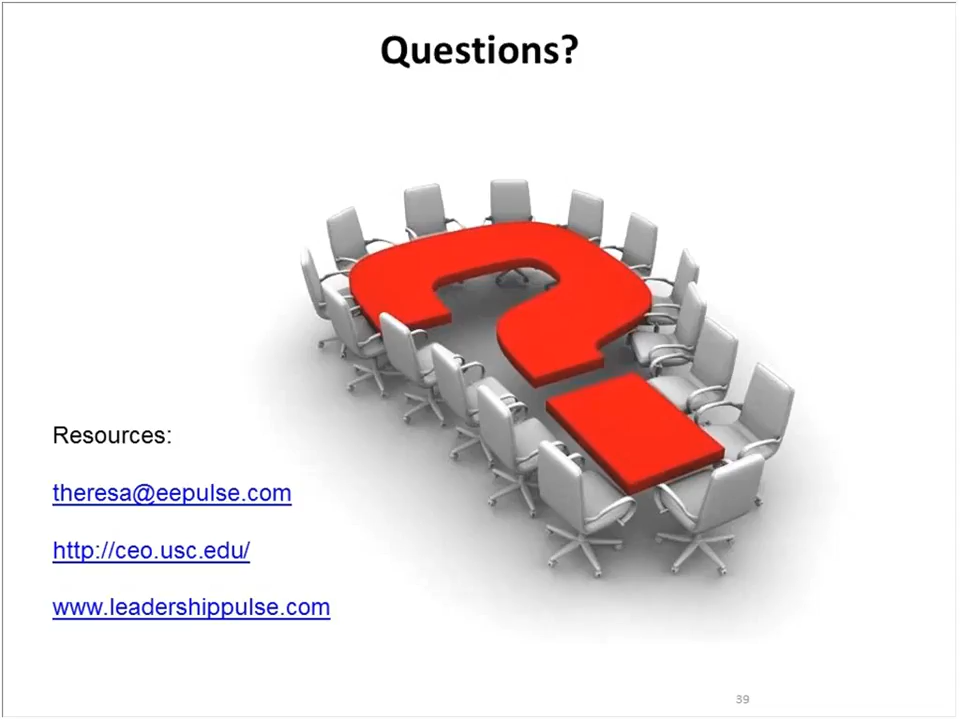 Questions?
Resources:
theresa@eepulse.com
http://ceo.usc.edu/
www.leadershippulse.com
39